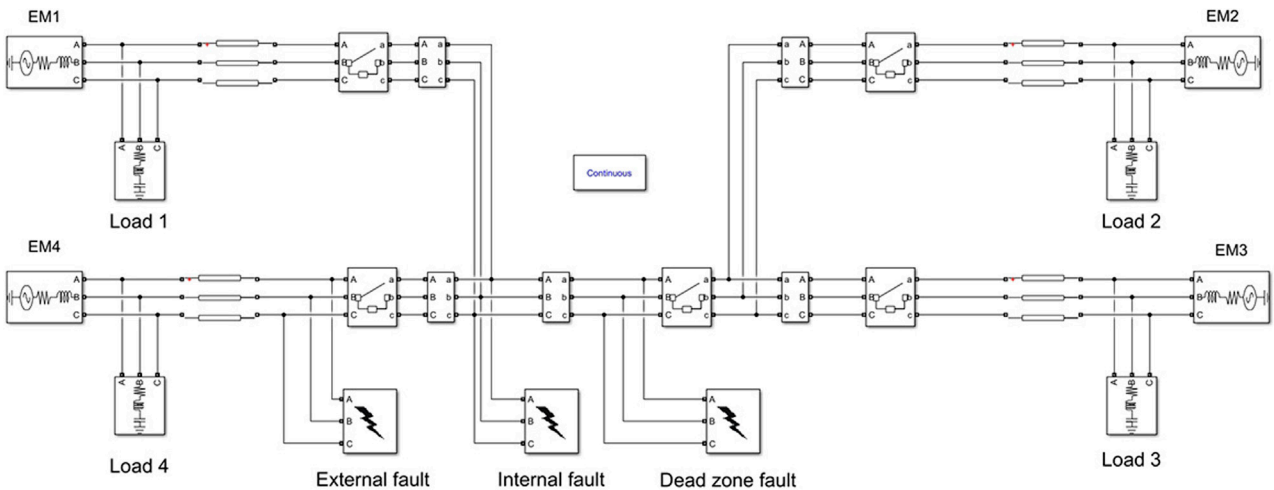 EM1
EM2
A A a A a
a A A a A
B B b B b
b B B b B
C C c C c
c C C c C
Continuous
A B C
A B C
Load 1
Load 2
EM4
EM3
A A a A a A a A a a A A a A
B B b B b B b B b b B B b B
C C c C c C c C c c C C c C
A B C
A B C
A
B
C
A
B
C
A
B
C
Load 4
External fault
Internal fault
Dead zone fault
Load 3